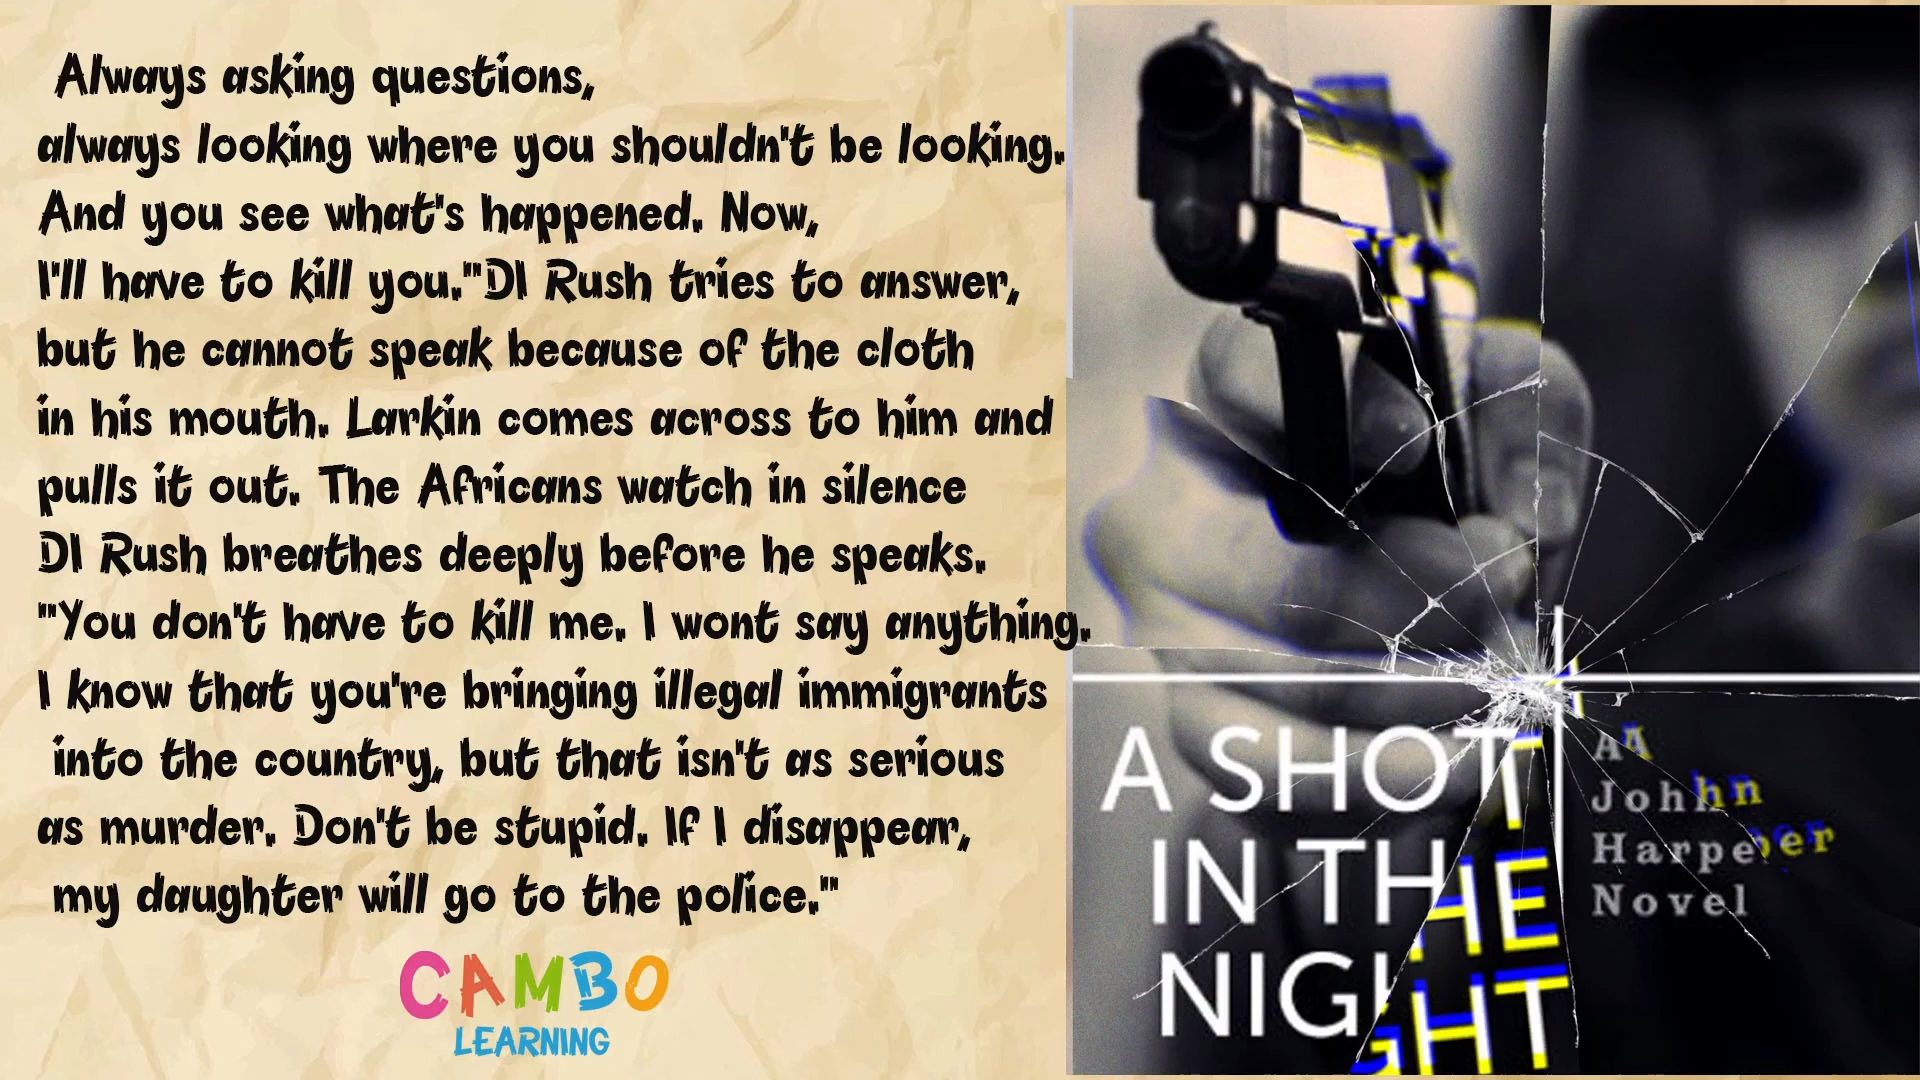 Always asking questions,
always looking where you shouldn't be looking.
And you see what's happened. Now,
I'll have to kill you.'"DI Rush tries to answer,
but he cannot speak because of the cloth
in his mouth. Larkin comes across to him and
pulls it out. The Africans watch in silence
DI Rush breathes deeply before he speaks.
"'You don't have to kill me. I wont say anything.
I know that you're bringing illegal immigrants
into the country, but that isn't as serious
as murder. Don't be stupid. If I disappear,
my daughter will go to the police.'"
CAMBO
LEARNING
A SHOT
IN THE
NIGHT
A
John
Harper
Novel